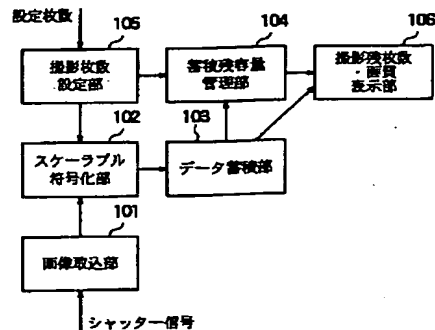 設定枚数
105
撮影枚数
設定部
104
蓄積残容量
管理部
106
撮影残枚数
・画質
表示部
102
スケーラブル
符号化部
103
データ蓄積部
101
画像取込部
シャッター信号